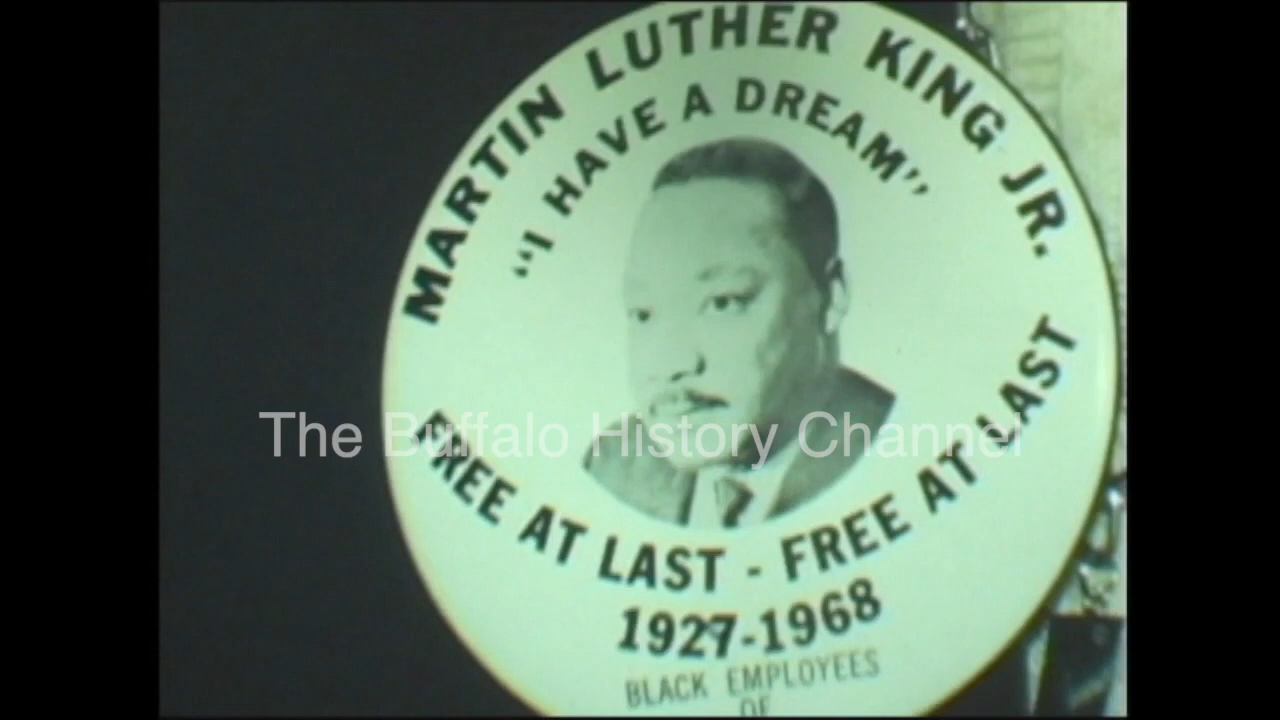 MARTIN LUTHER KING JR.
“I HAVE A DREAM”
The Buffalo History Channel
FREE AT LAST - FREE AT LAST
1927-1968
BLACK EMPLOYEES
OF